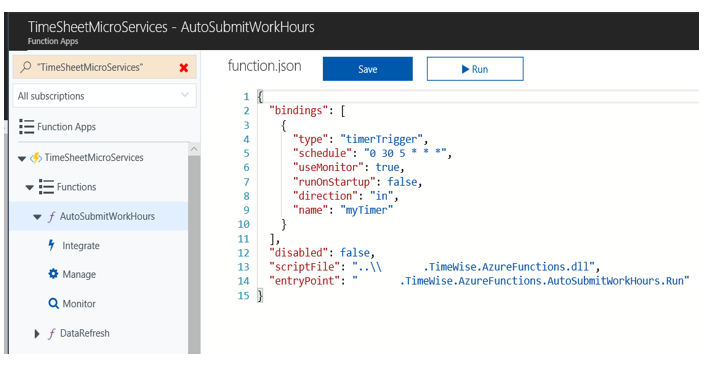 TimeSheetMicroServices - AutoSubmitWorkHours
Function Apps
"TimeSheetMicroServices"
All subscriptions
Function Apps
TimeSheetMicroServices
Functions
f AutoSubmitWorkHours
Integrate
Manage
Monitor
f DataRefresh
function.json
Save
Run
1 {
2 "bindings": [
3 {
4 "type": "timerTrigger",
5 "schedule": "0 30 5 * * *",
6 "useMonitor": true,
7 "runOnStartup": false,
8 "direction": "in",
9 "name": "myTimer"
10 }
11 ],
12 "disabled": false,
13 "scriptFile": "..\\ .TimeWise.AzureFunctions.dll",
14 "entryPoint": " .TimeWise.AzureFunctions.AutoSubmitWorkHours.Run"
15 }